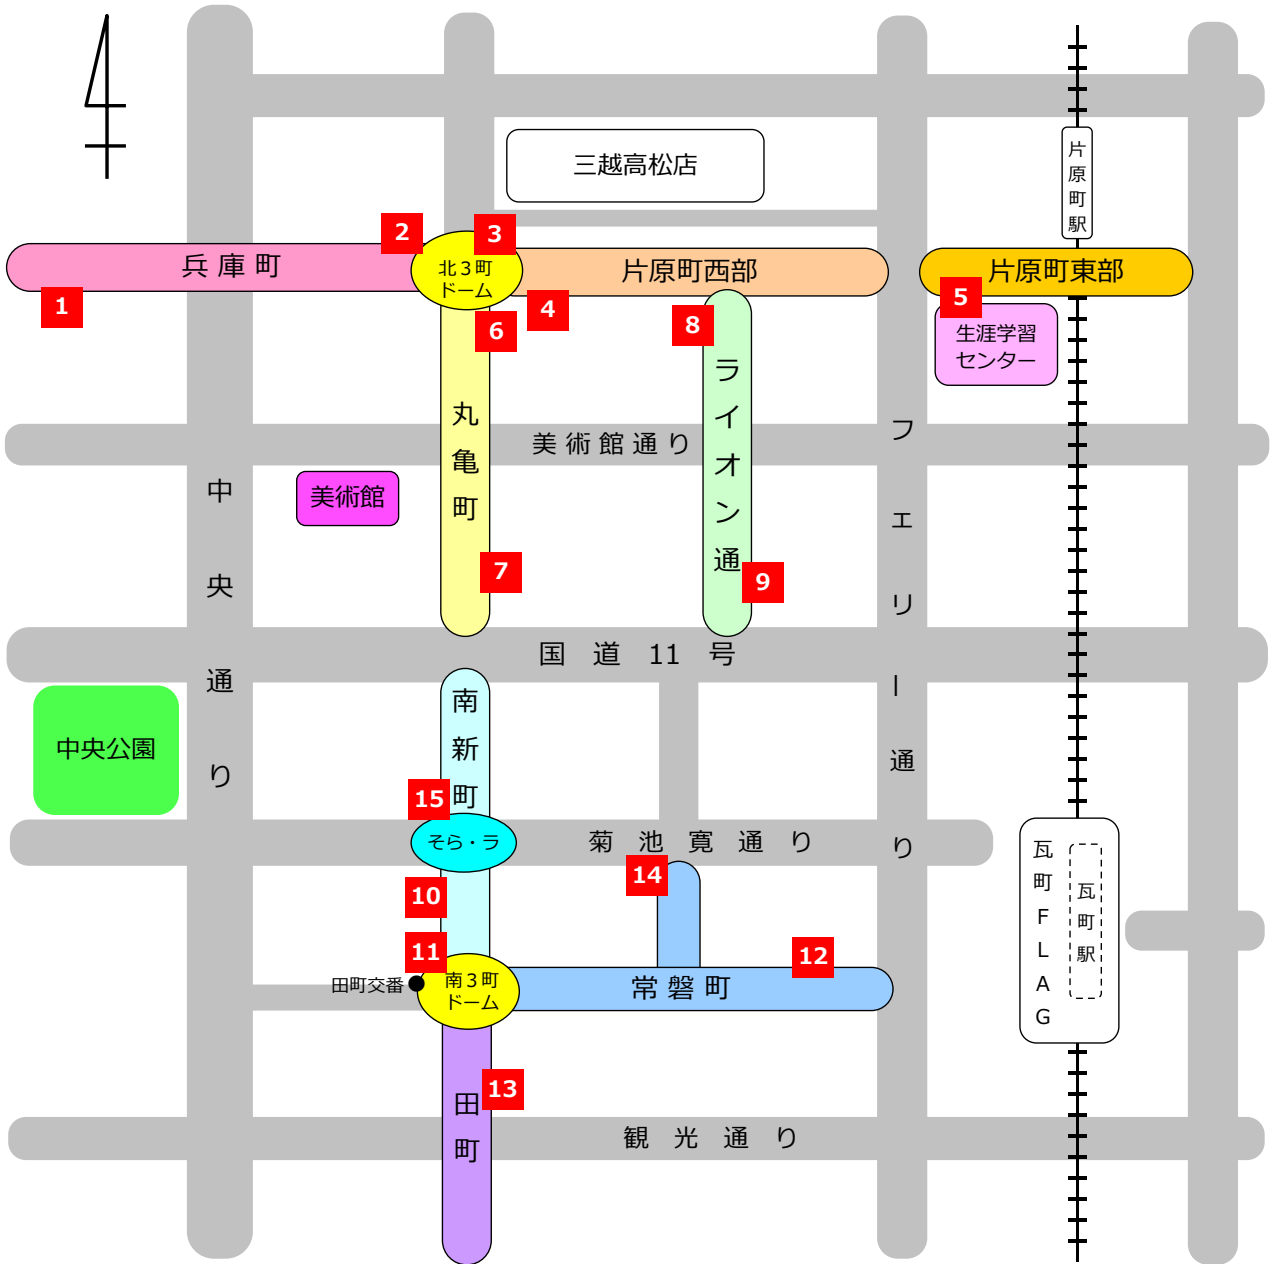 三越高松店
片原町駅
2
3
兵庫町
北3町
ドーム
片原町西部
片原町東部
1
4
5
6
8
生涯学習
センター
ライオン通
丸亀町
美術館通り
フェリー通り
中央通り
美術館
7
9
国道11号
南新町
中央公園
15
そら・ラ
菊池寛通り
瓦町FLAG
瓦町駅
14
10
11
12
田町交番
南3町
ドーム
常磐町
13
田町
観光通り